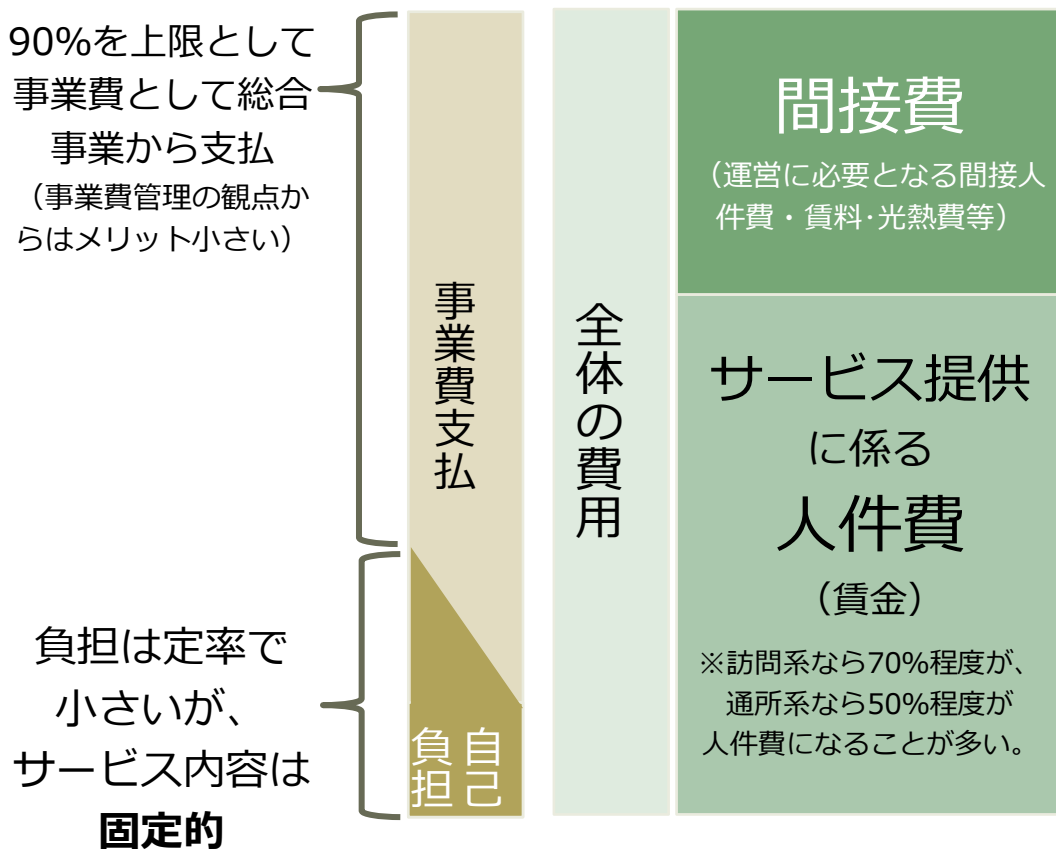 90%を上限として
事業費として総合
事業から支払
（事業費管理の観点か
らはメリット小さい）
負担は定率で
小さいが、
サービス内容は
固定的
事業費支払
自己
負担
全体の費用
間接費
（運営に必要となる間接人
件費・賃料･光熱費等）
サービス提供
に係る
人件費
（賃金）
※訪問系なら70%程度が、
通所系なら50%程度が
人件費になることが多い。